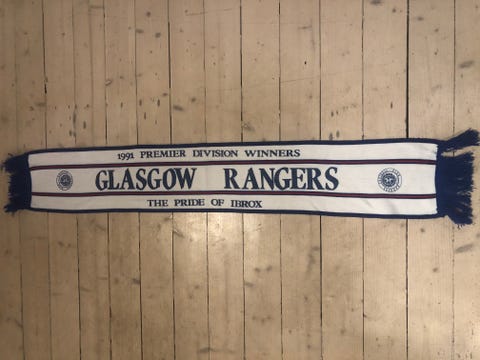 1991 PREMIER DIVISION WINNERS
GLASGOW RANGERS
THE PRIDE OF IBROX